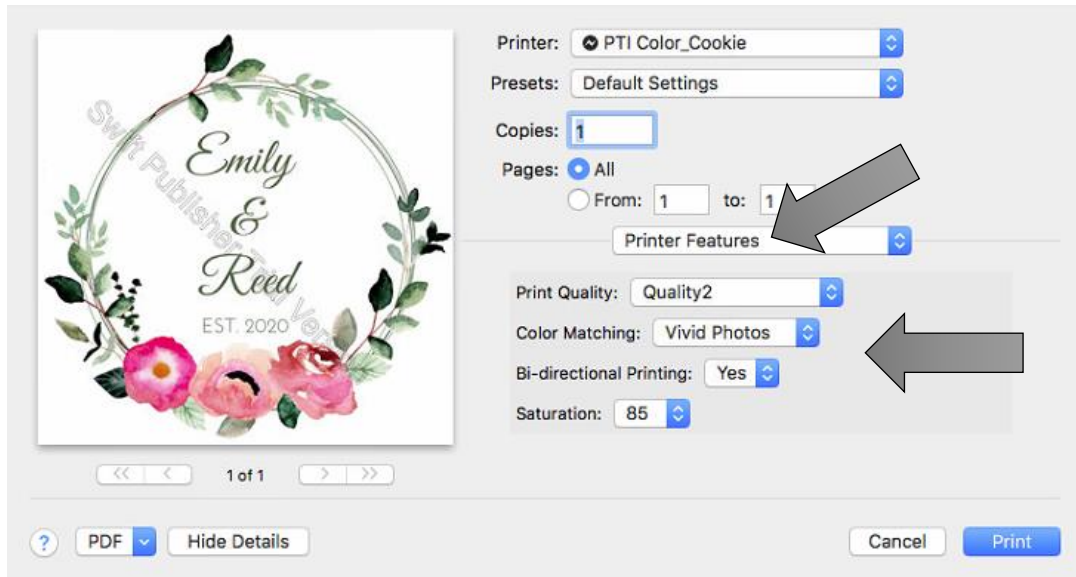 Printer: PTI Color_Cookie
Presets: Default Settings
Copies: 1
Pages: All
From: 1 to: 1
Printer Features
Print Quality: Quality2
Color Matching: Vivid Photos
Bi-directional Printing: Yes
Saturation: 85
Emily
&
Reed
EST. 2020
Swift Publisher Trial
1 of 1
? PDF Hide Details
Cancel Print